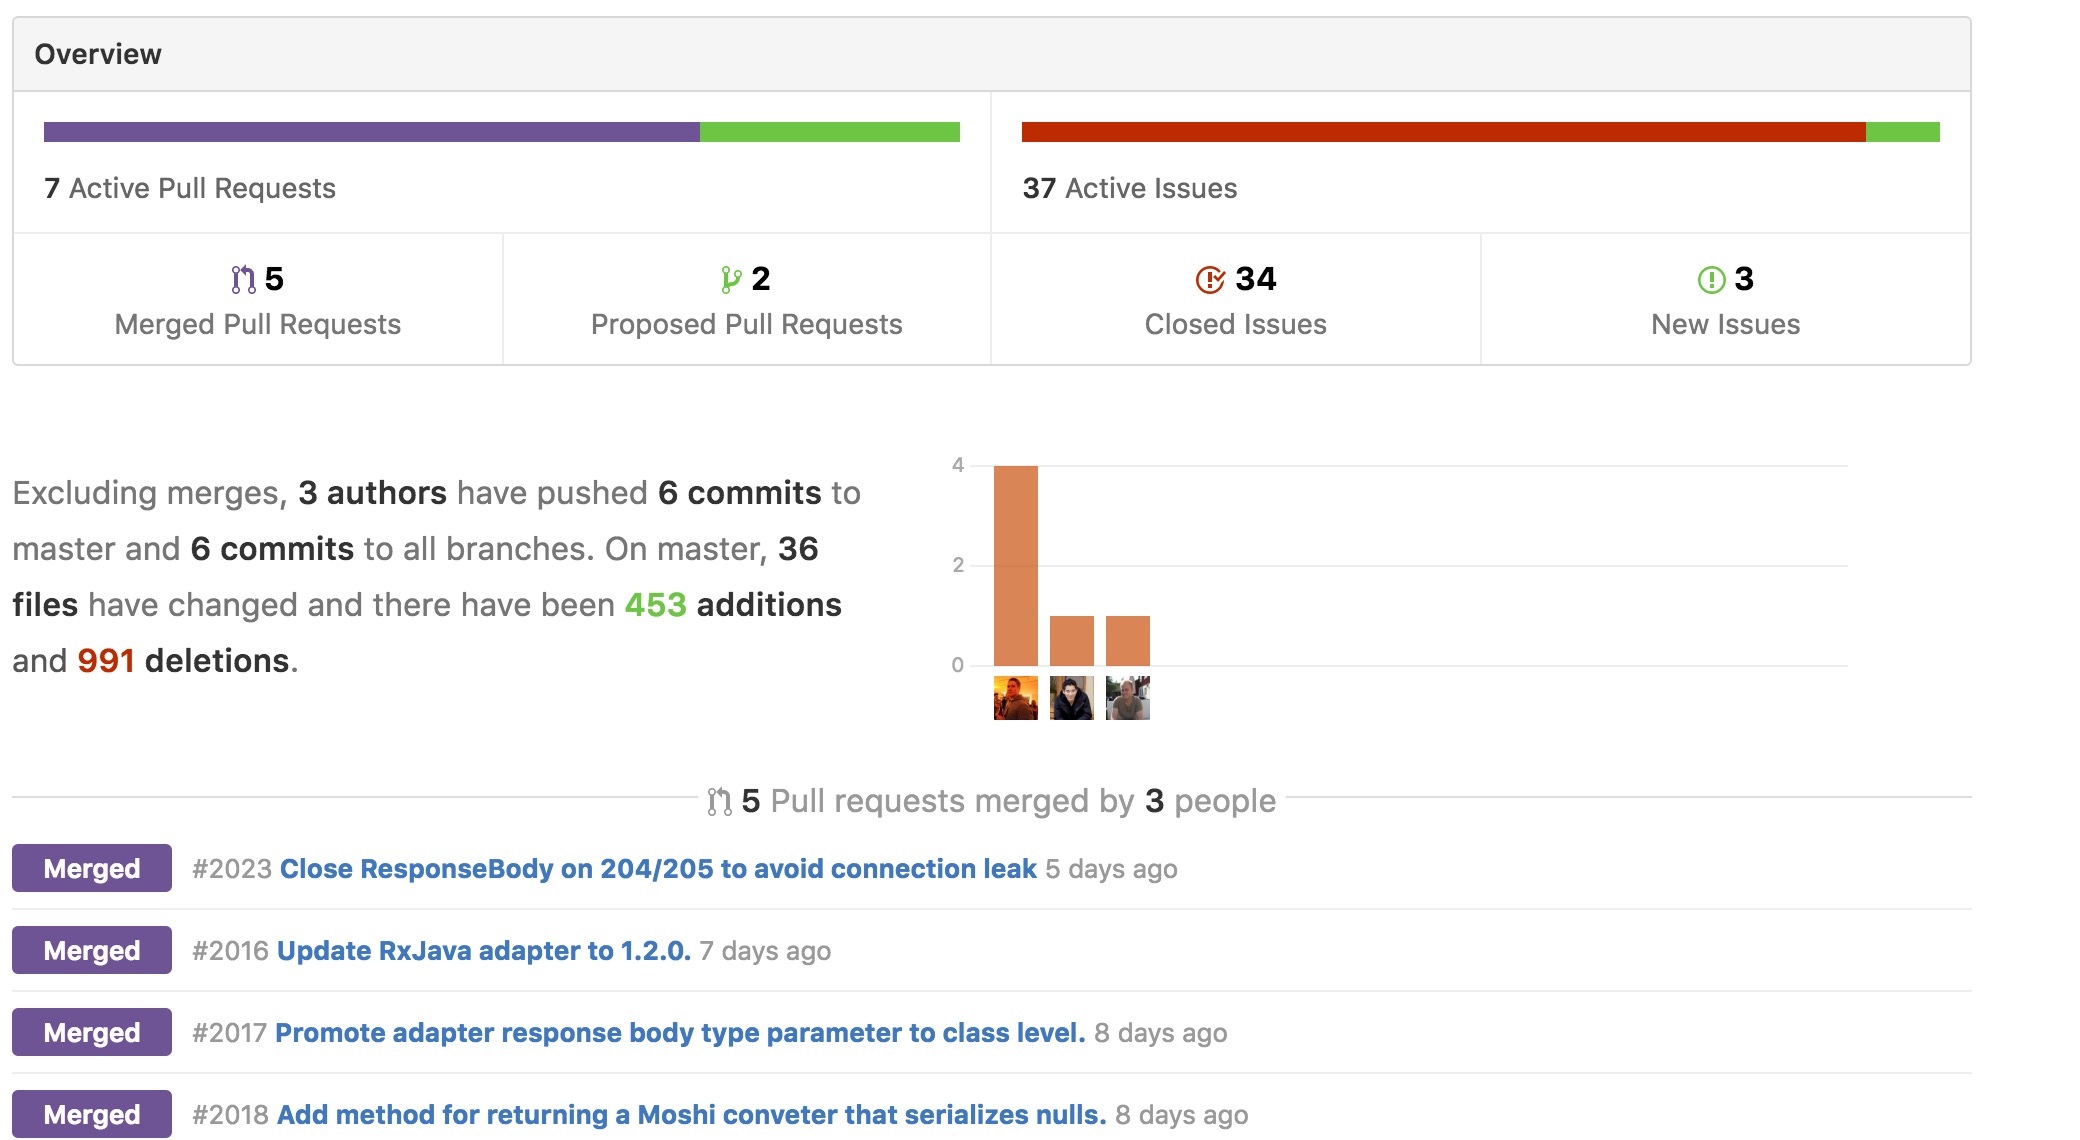 Overview
7 Active Pull Requests
37 Active Issues
5
Merged Pull Requests
2
Proposed Pull Requests
34
Closed Issues
3
New Issues
Excluding merges, 3 authors have pushed 6 commits to
master and 6 commits to all branches. On master, 36
files have changed and there have been 453 additions
and 991 deletions.
4
2
0
5 Pull requests merged by 3 people
Merged #2023 Close ResponseBody on 204/205 to avoid connection leak 5 days ago
Merged #2016 Update RxJava adapter to 1.2.0. 7 days ago
Merged #2017 Promote adapter response body type parameter to class level. 8 days ago
Merged #2018 Add method for returning a Moshi conveter that serializes nulls. 8 days ago